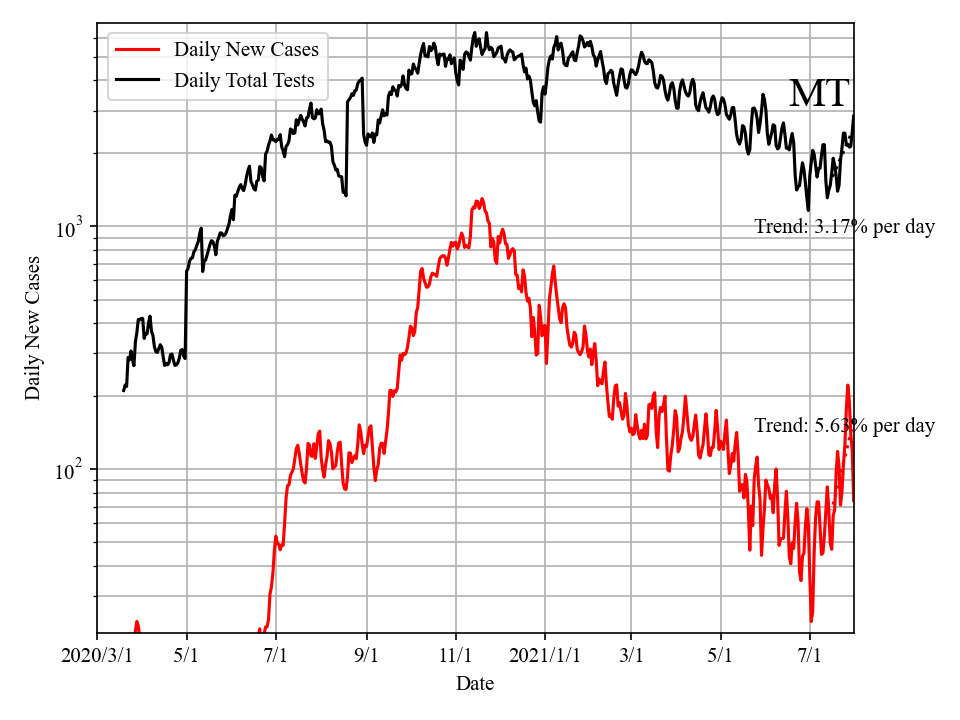 Daily New Cases
Daily Total Tests
MT
10³
Trend: 3.17% per day
Daily New Cases
Trend: 5.63% per day
10²
2020/3/1 5/1 7/1 9/1 11/1 2021/1/1 3/1 5/1 7/1
Date